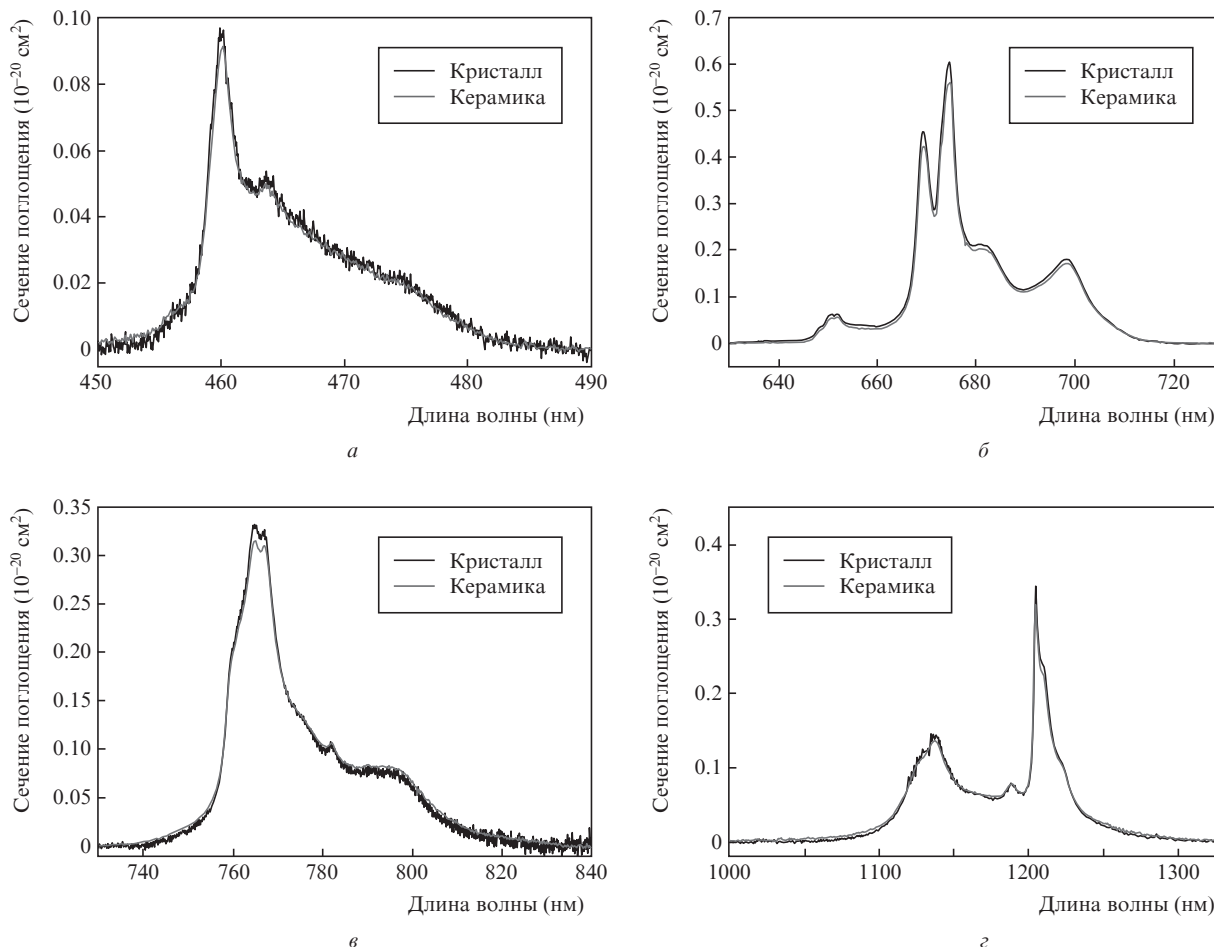 Сечение поглощения (10⁻²⁰ см²)
0.10
0.08
0.06
0.04
0.02
0
450
460
470
480
490
Кристалл
Керамика
Длина волны (нм)
а
Сечение поглощения (10⁻²⁰ см²)
0.7
0.6
0.5
0.4
0.3
0.2
0.1
0
640
660
680
700
720
Кристалл
Керамика
Длина волны (нм)
б
Сечение поглощения (10⁻²⁰ см²)
0.35
0.30
0.25
0.20
0.15
0.10
0.05
0
740
760
780
800
820
840
Кристалл
Керамика
Длина волны (нм)
в
Сечение поглощения (10⁻²⁰ см²)
0.4
0.3
0.2
0.1
0
1000
1100
1200
1300
Кристалл
Керамика
Длина волны (нм)
г